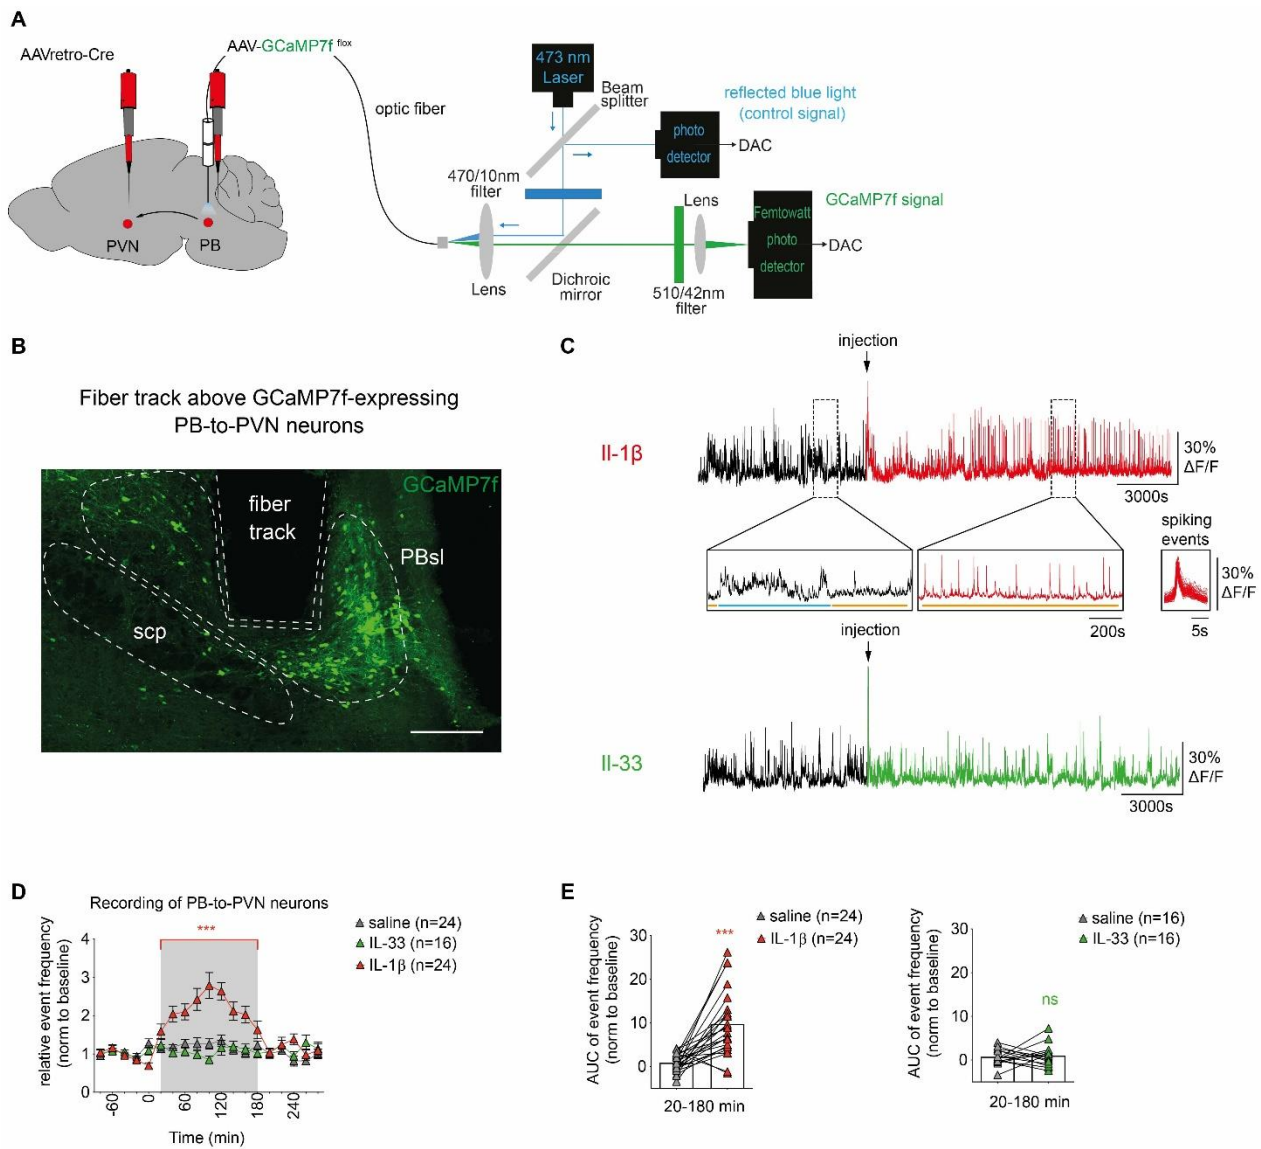 A
AAVretro-Cre
AAV-GCaMP7f flox
optic fiber
PVN
PB
473 nm
Laser
Beam
splitter
reflected blue light
(control signal)
photo
detector
DAC
470/10nm
filter
Lens
Dichroic
mirror
Lens
510/42nm
filter
Femtowatt
photo
detector
GCaMP7f signal
DAC
B
Fiber track above GCaMP7f-expressing
PB-to-PVN neurons
GCaMP7f
fiber
track
PBsl
scp
C
injection
Il-1β
30%
ΔF/F
3000s
spiking
events
30%
ΔF/F
200s
5s
injection
Il-33
30%
ΔF/F
3000s
D
Recording of PB-to-PVN neurons
relative event frequency
(norm to baseline)
4
3
2
1
0
***
-60
0
60
120
180
240
Time (min)
saline (n=24)
IL-33 (n=16)
IL-1β (n=24)
E
AUC of event frequency
(norm to baseline)
30
20
10
0
***
20-180 min
saline (n=24)
IL-1β (n=24)
AUC of event frequency
(norm to baseline)
30
20
10
0
ns
20-180 min
saline (n=16)
IL-33 (n=16)